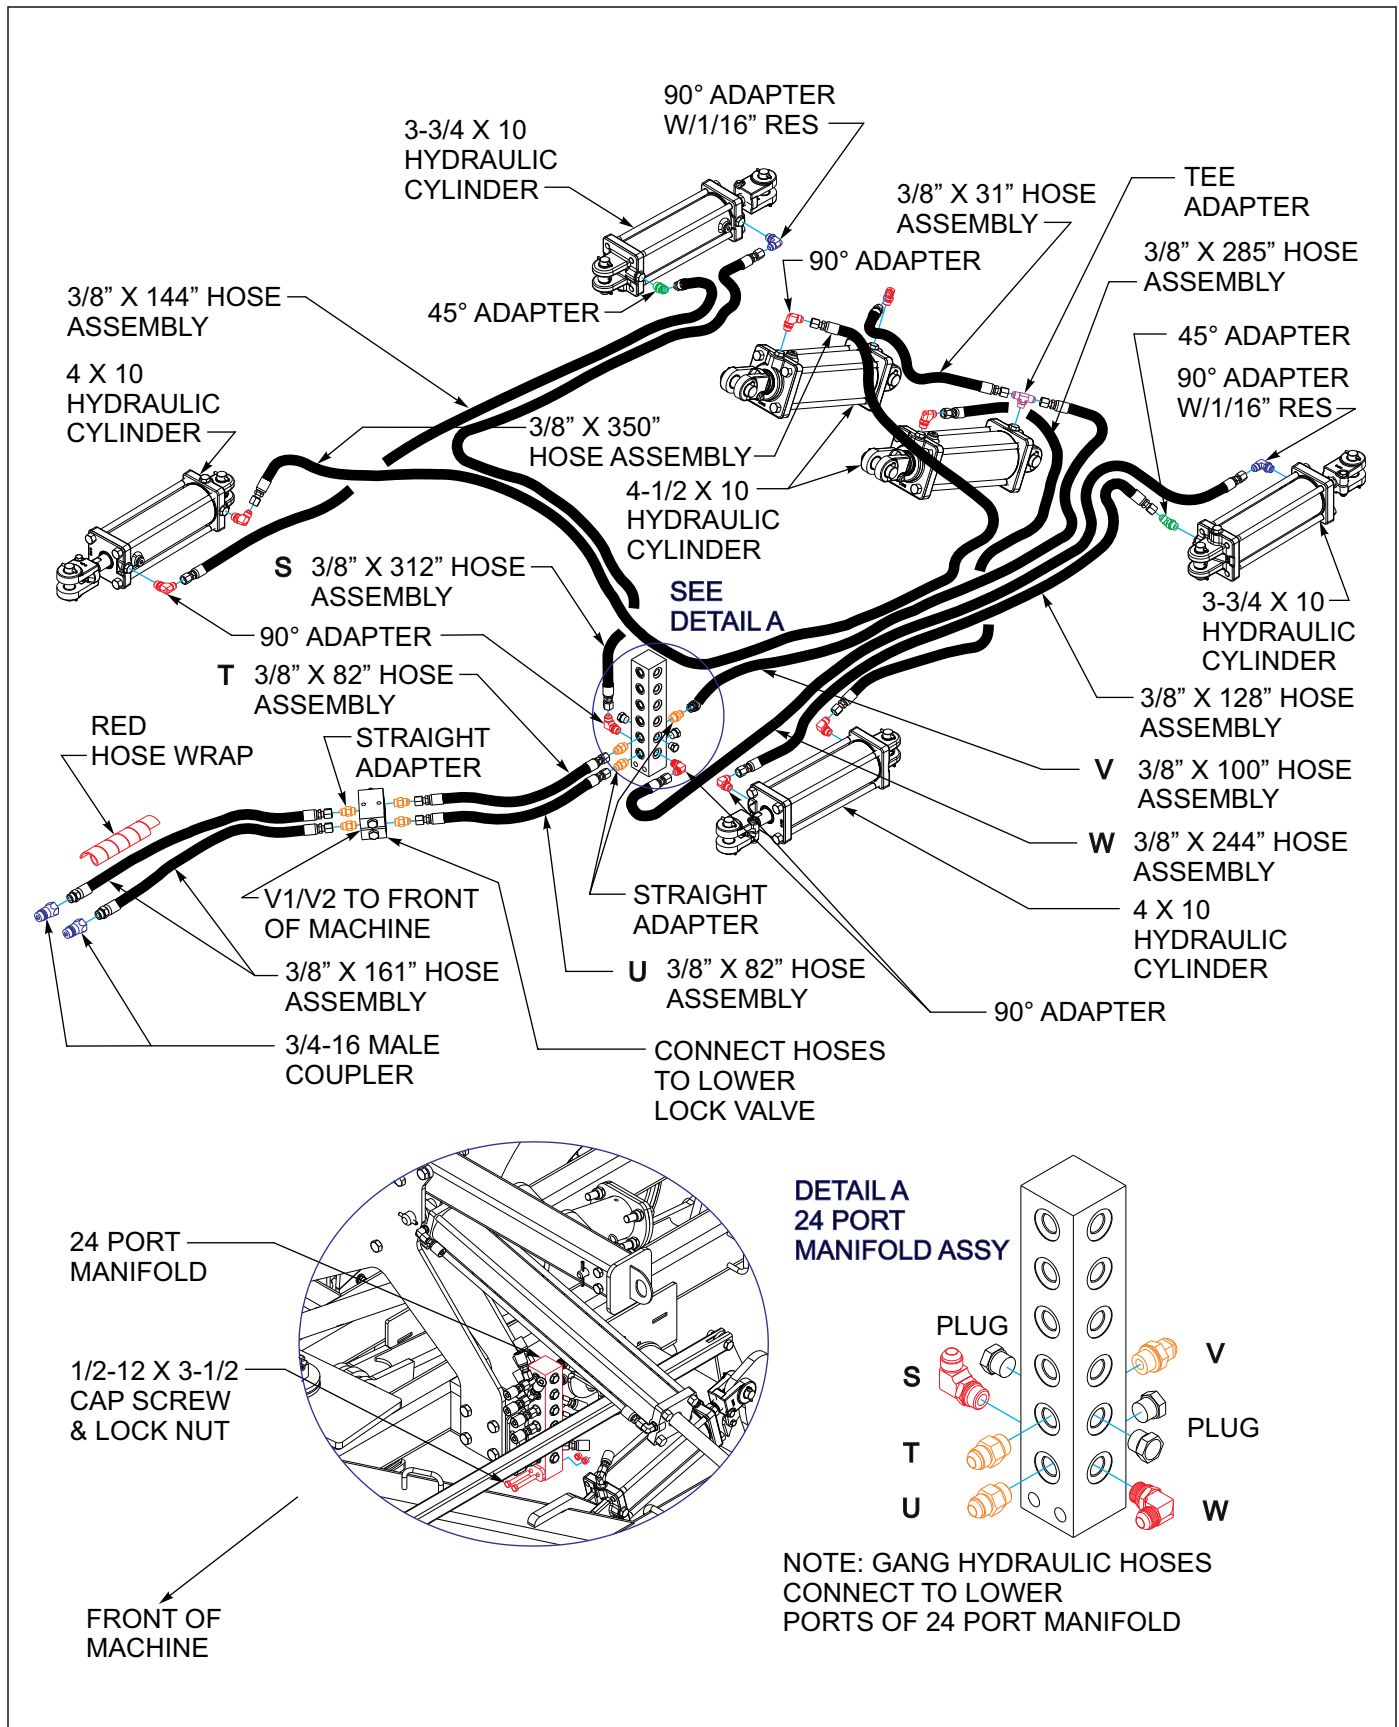 90° ADAPTER
W/1/16” RES
3-3/4 X 10
HYDRAULIC
CYLINDER
TEE
ADAPTER
3/8” X 31” HOSE
ASSEMBLY
90° ADAPTER
3/8” X 285” HOSE
ASSEMBLY
3/8” X 144” HOSE
ASSEMBLY
45° ADAPTER
45° ADAPTER
4 X 10
HYDRAULIC
CYLINDER
90° ADAPTER
W/1/16” RES
3/8” X 350”
HOSE ASSEMBLY
4-1/2 X 10
HYDRAULIC
CYLINDER
S 3/8” X 312” HOSE
ASSEMBLY
SEE
DETAIL A
3-3/4 X 10
HYDRAULIC
CYLINDER
90° ADAPTER
T 3/8” X 82” HOSE
ASSEMBLY
3/8” X 128” HOSE
ASSEMBLY
RED
HOSE WRAP
STRAIGHT
ADAPTER
V 3/8” X 100” HOSE
ASSEMBLY
W 3/8” X 244” HOSE
ASSEMBLY
V1/V2 TO FRONT
OF MACHINE
STRAIGHT
ADAPTER
4 X 10
HYDRAULIC
CYLINDER
3/8” X 161” HOSE
ASSEMBLY
U 3/8” X 82” HOSE
ASSEMBLY
90° ADAPTER
3/4-16 MALE
COUPLER
CONNECT HOSES
TO LOWER
LOCK VALVE
24 PORT
MANIFOLD
1/2-12 X 3-1/2
CAP SCREW
& LOCK NUT
FRONT OF
MACHINE
DETAIL A
24 PORT
MANIFOLD ASSY
PLUG
V
S
PLUG
T
U
W
NOTE: GANG HYDRAULIC HOSES
CONNECT TO LOWER
PORTS OF 24 PORT MANIFOLD